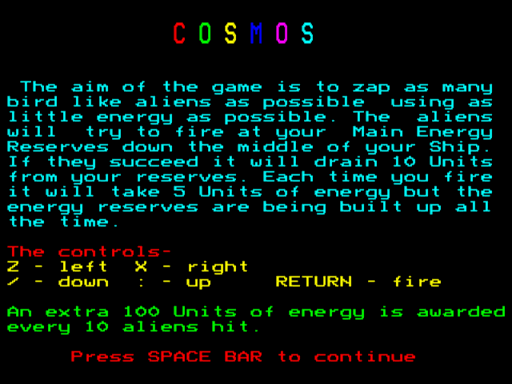 COSMOS
The aim of the game is to zap as many
bird like aliens as possible  using as
little energy as possible. The  aliens
will  try to fire at your  Main Energy
Reserves down the middle of your Ship.
If they succeed it will drain 10 Units
from your reserves. Each time you fire
it will take 5 Units of energy but the
energy reserves are being built up all
the time.
The controls-
Z - left  X - right
/ - down  : - up     RETURN - fire
An extra 100 Units of energy is awarded
every 10 aliens hit.
Press SPACE BAR to continue